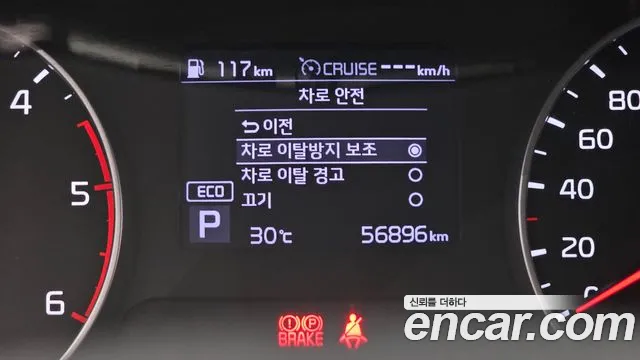 117 km CRUISE --- km/h
차로 안전
이전
차로 이탈방지 보조
차로 이탈 경고
끄기
ECO
P
30℃ 56896 km
4
5
6
80
60
40
20
0
(!) (P)
BRAKE
신뢰를 더하다
encar.com